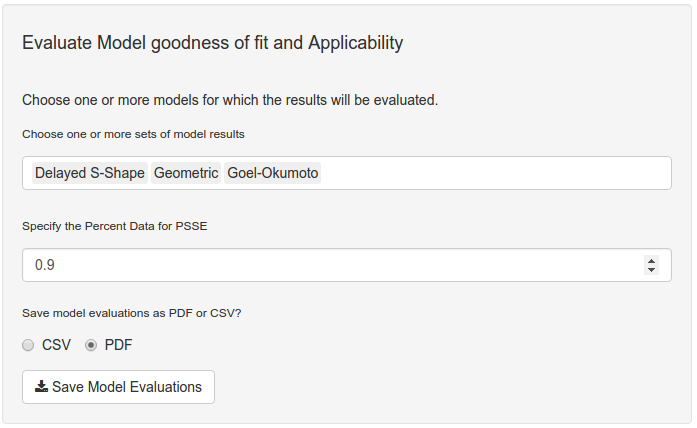 Evaluate Model goodness of fit and Applicability
Choose one or more models for which the results will be evaluated.
Choose one or more sets of model results
Delayed S-Shape Geometric Goel-Okumoto
Specify the Percent Data for PSSE
0.9
Save model evaluations as PDF or CSV?
CSV PDF
Save Model Evaluations